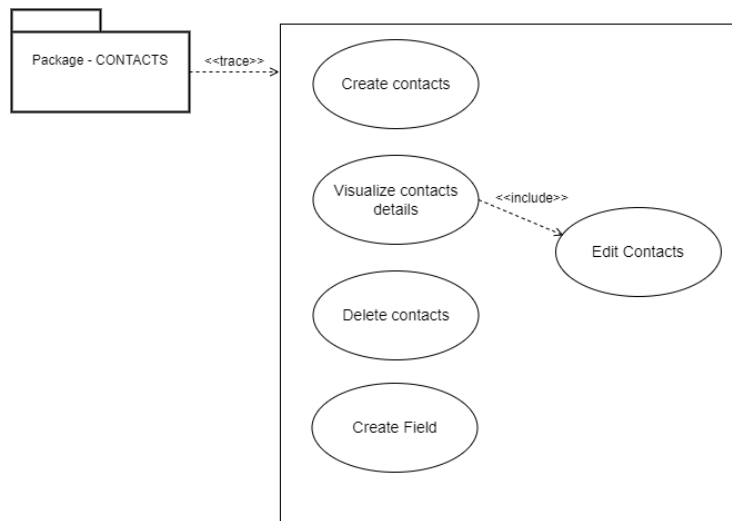 Package - CONTACTS
<<trace>>
Create contacts
Visualize contacts
details
<<include>>
Edit Contacts
Delete contacts
Create Field